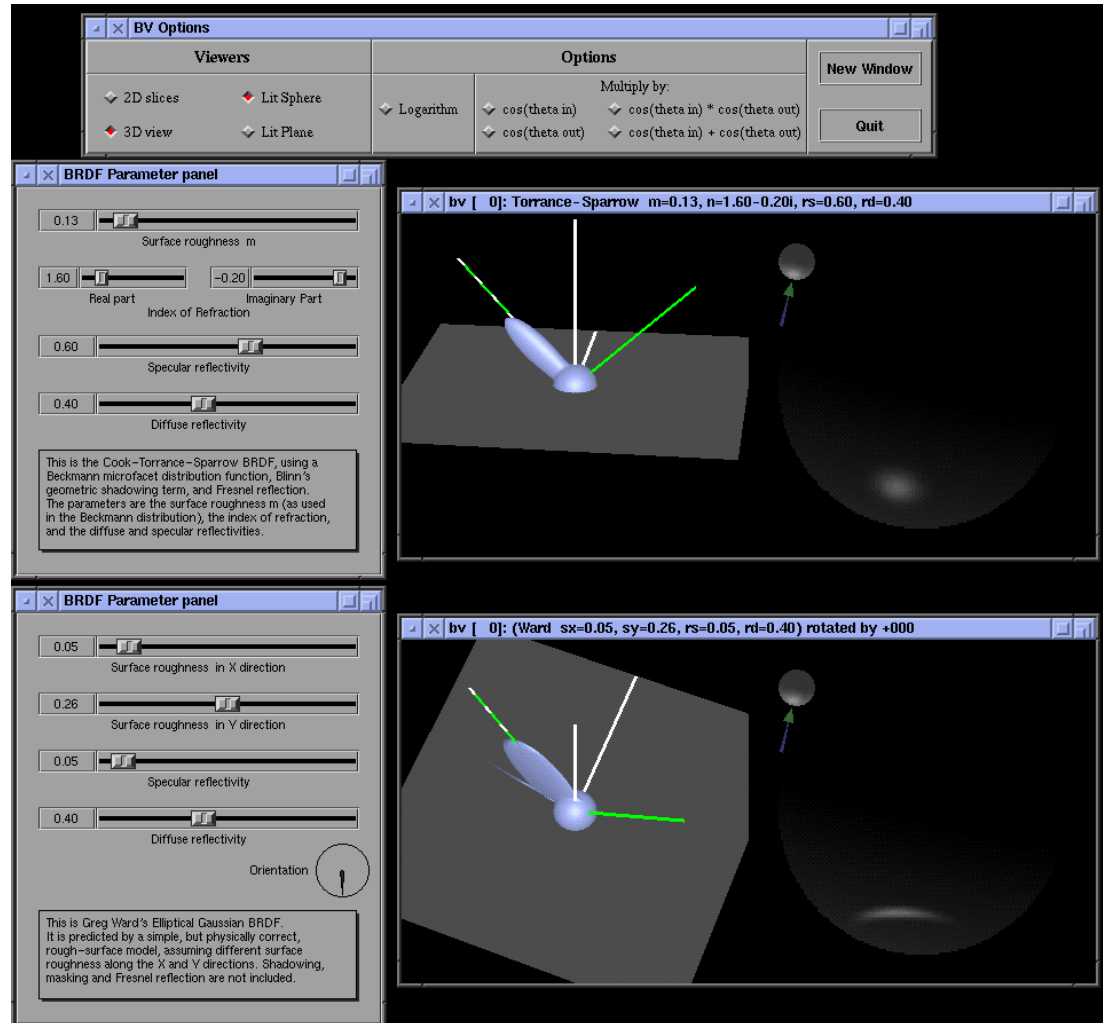 BV Options
Viewers
Options
2D slices
Lit Sphere
3D view
Lit Plane
Logarithm
Multiply by:
cos(theta in)
cos(theta in) * cos(theta out)
cos(theta out)
cos(theta in) + cos(theta out)
New Window
Quit
BRDF Parameter panel
0.13
Surface roughness m
1.60
Real part
-0.20
Imaginary Part
Index of Refraction
0.60
Specular reflectivity
0.40
Diffuse reflectivity
This is the Cook-Torrance-Sparrow BRDF, using a
Beckmann microfacet distribution function, Blinn's
geometric shadowing term, and Fresnel reflection.
The parameters are the surface roughness m (as used
in the Beckmann distribution), the index of refraction,
and the diffuse and specular reflectivities.
bv [ 0]: Torrance-Sparrow m=0.13, n=1.60-0.20i, rs=0.60, rd=0.40
BRDF Parameter panel
0.05
Surface roughness in X direction
0.26
Surface roughness in Y direction
0.05
Specular reflectivity
0.40
Diffuse reflectivity
Orientation
This is Greg Ward's Elliptical Gaussian BRDF.
It is predicted by a simple, but physically correct,
rough-surface model, assuming different surface
roughness along the X and Y directions. Shadowing,
masking and Fresnel reflection are not included.
bv [ 0]: (Ward sx=0.05, sy=0.26, rs=0.05, rd=0.40) rotated by +000